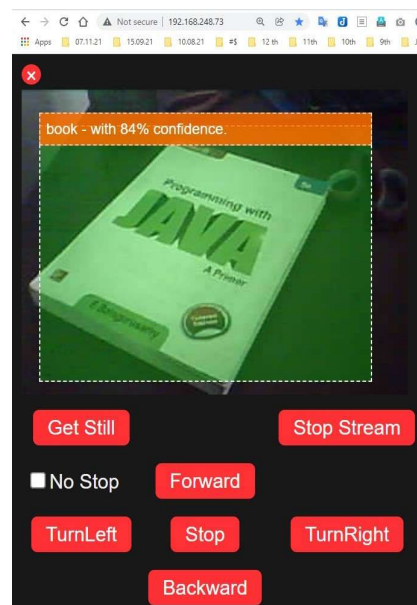 Not secure | 192.168.248.73
Apps 07.11.21 15.09.21 10.08.21 #$ 12 th 11th 10th 9th
book - with 84% confidence.
Programming with
JAVA
A Primer
E Balagurusamy
Get Still Stop Stream
No Stop Forward
TurnLeft Stop TurnRight
Backward